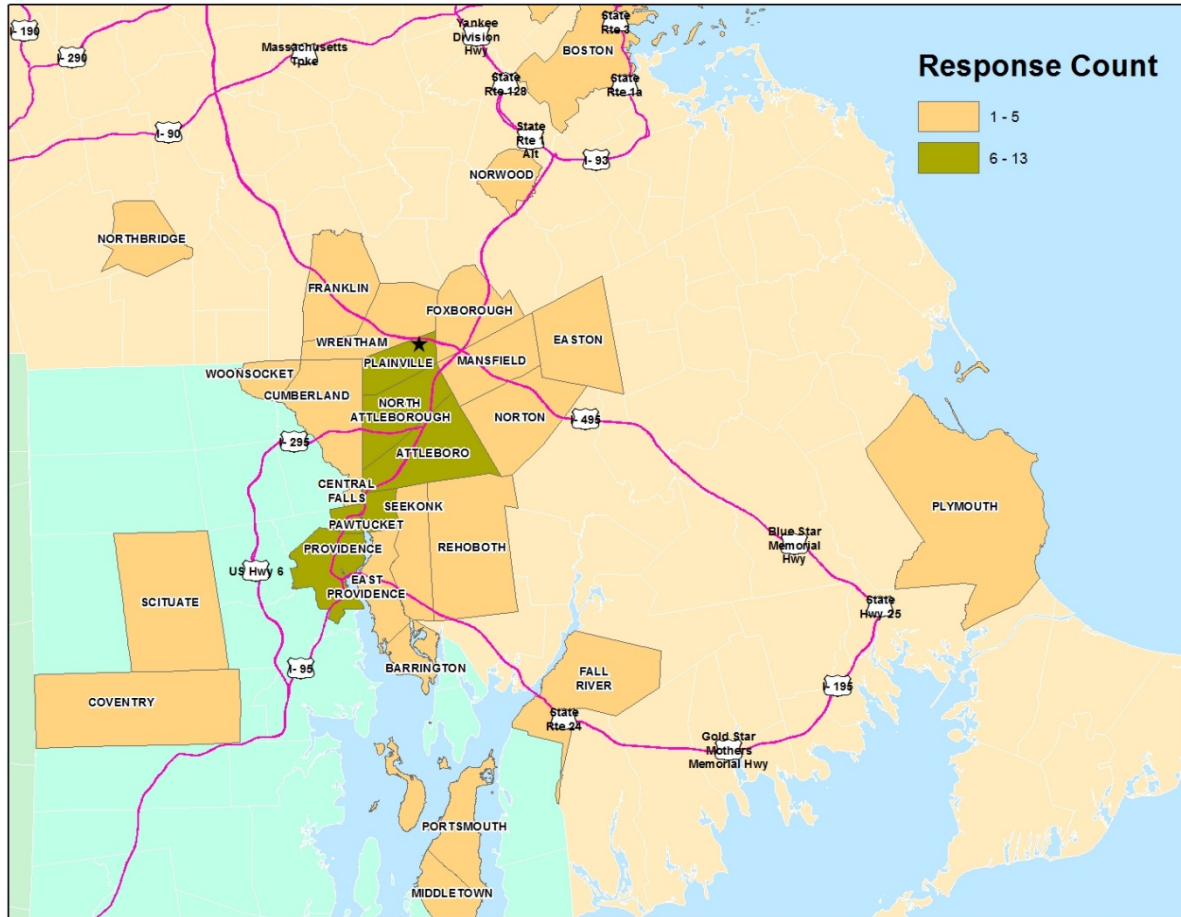 I- 190
I- 290
Massachusetts
Tpke
Yankee
Division
Hwy
State
Rte 3
BOSTON
State
Rte 128
State
Rte 1a
I- 90
State
Rte 1
Alt
I- 93
NORWOOD
Response Count
1 - 5
6 - 13
NORTHBRIDGE
FRANKLIN
FOXBOROUGH
WRENTHAM
EASTON
PLAINVILLE
MANSFIELD
WOONSOCKET
CUMBERLAND
NORTH
ATTLEBOROUGH
NORTON
I- 495
I- 295
ATTLEBORO
CENTRAL
FALLS
SEEKONK
PLYMOUTH
PAWTUCKET
PROVIDENCE
REHOBOTH
Blue Star
Memorial
Hwy
US Hwy 6
EAST
PROVIDENCE
SCITUATE
State
Hwy 25
I- 95
BARRINGTON
FALL
RIVER
I- 195
COVENTRY
State
Rte 24
Gold Star
Mothers
Memorial Hwy
PORTSMOUTH
MIDDLETOWN